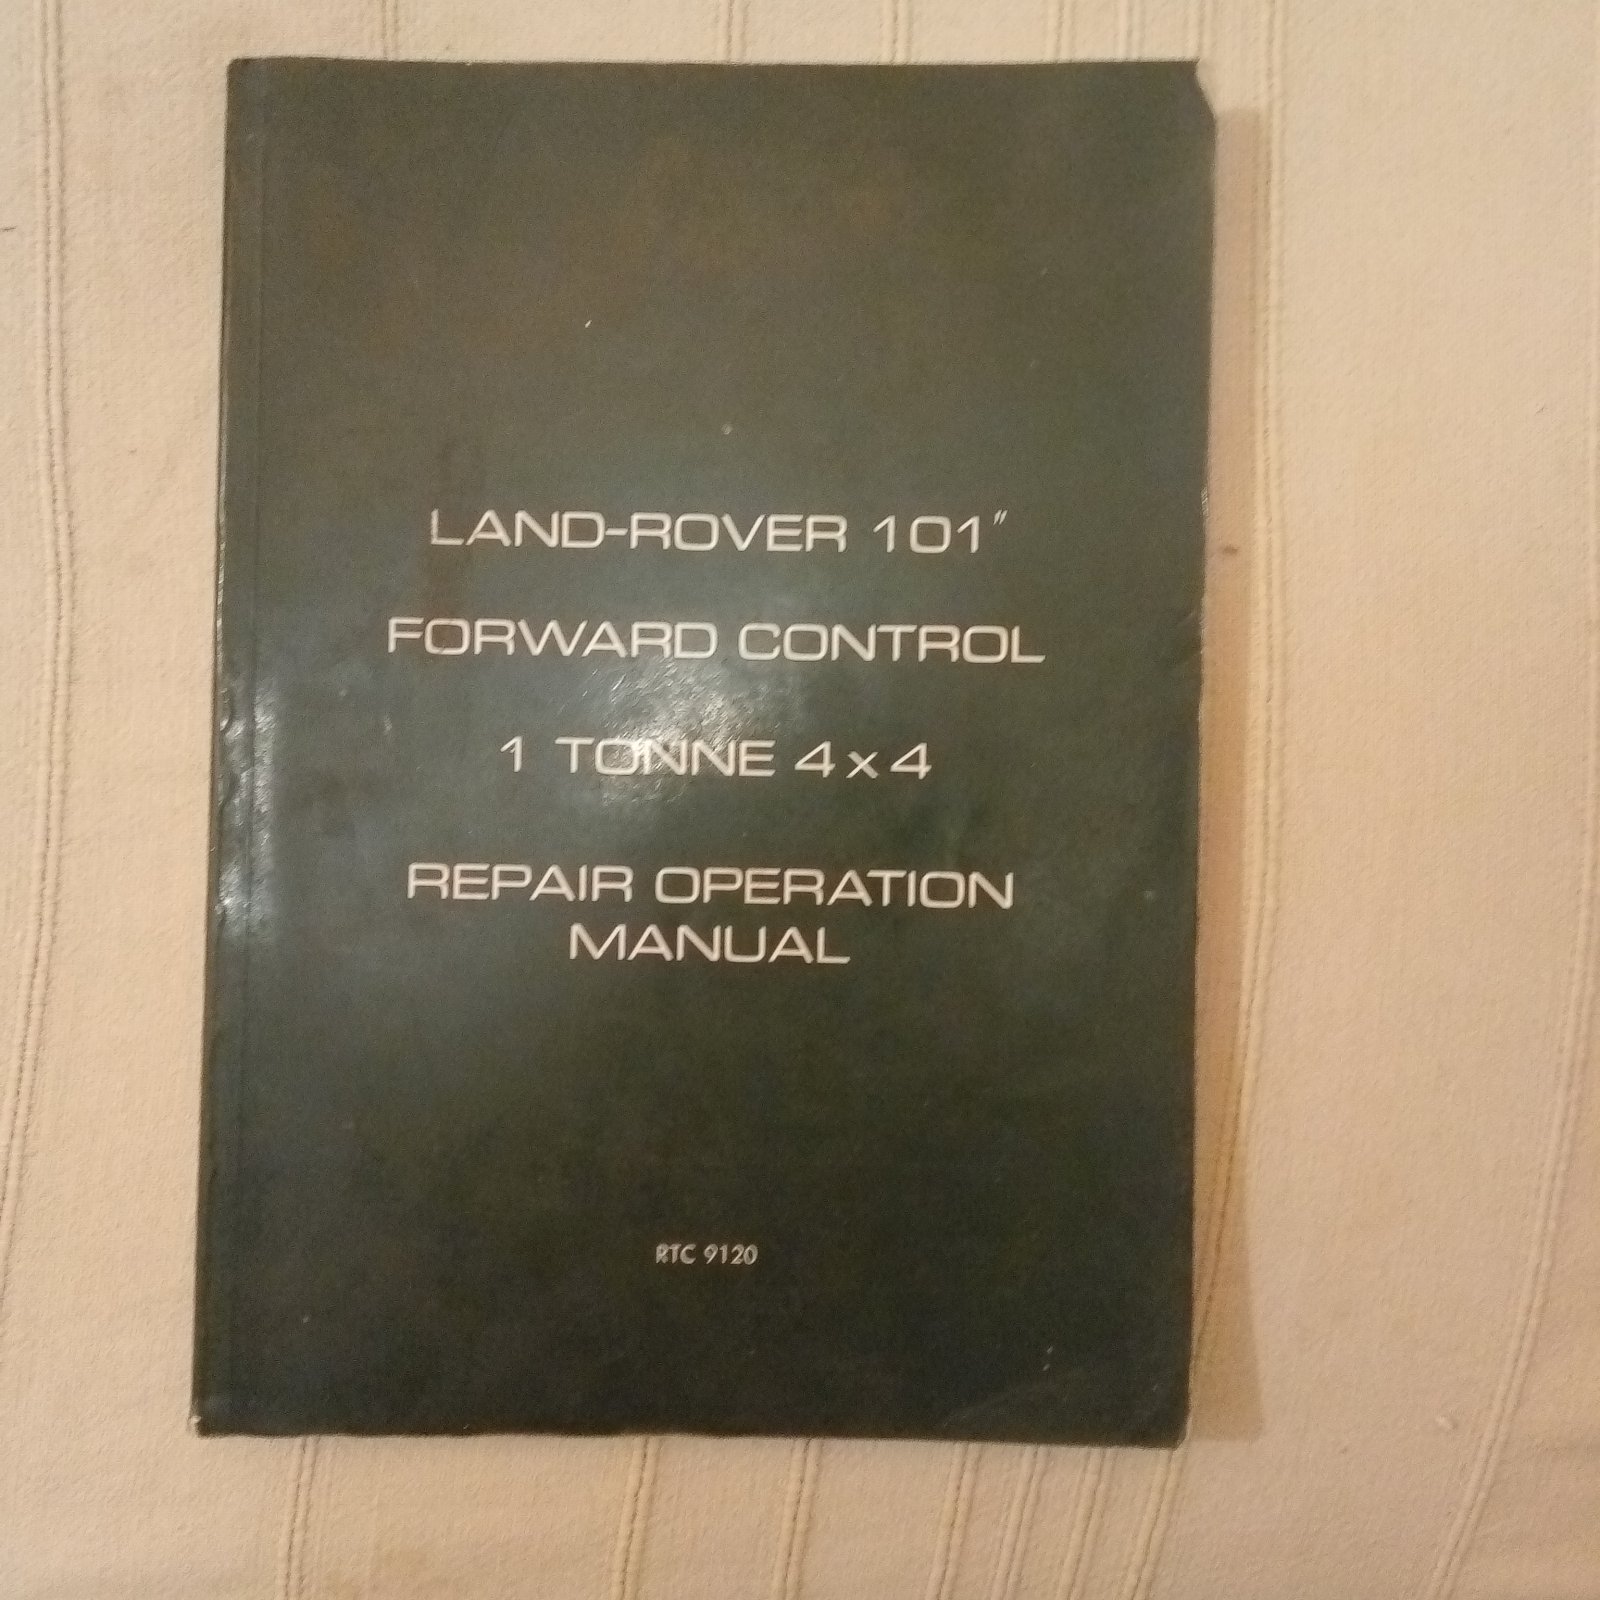 LAND-ROVER 101"
FORWARD CONTROL
1 TONNE 4x4
REPAIR OPERATION
MANUAL
RTC 9120